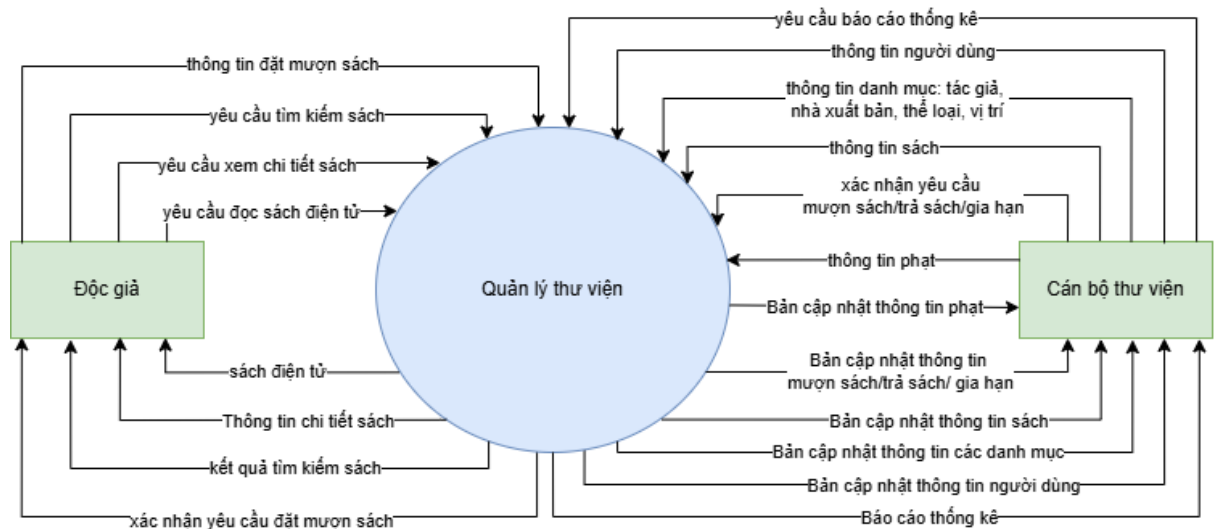 yêu cầu báo cáo thống kê
thông tin người dùng
thông tin đặt mượn sách
thông tin danh mục: tác giả,
nhà xuất bản, thể loại, vị trí
yêu cầu tìm kiếm sách
thông tin sách
yêu cầu xem chi tiết sách
xác nhận yêu cầu
mượn sách/trả sách/gia hạn
yêu cầu đọc sách điện tử
thông tin phạt
Độc giả
Quản lý thư viện
Cán bộ thư viện
Bản cập nhật thông tin phạt
Bản cập nhật thông tin
mượn sách/trả sách/ gia hạn
sách điện tử
Thông tin chi tiết sách
Bản cập nhật thông tin sách
Bản cập nhật thông tin các danh mục
kết quả tìm kiếm sách
Bản cập nhật thông tin người dùng
xác nhận yêu cầu đặt mượn sách
Báo cáo thống kê